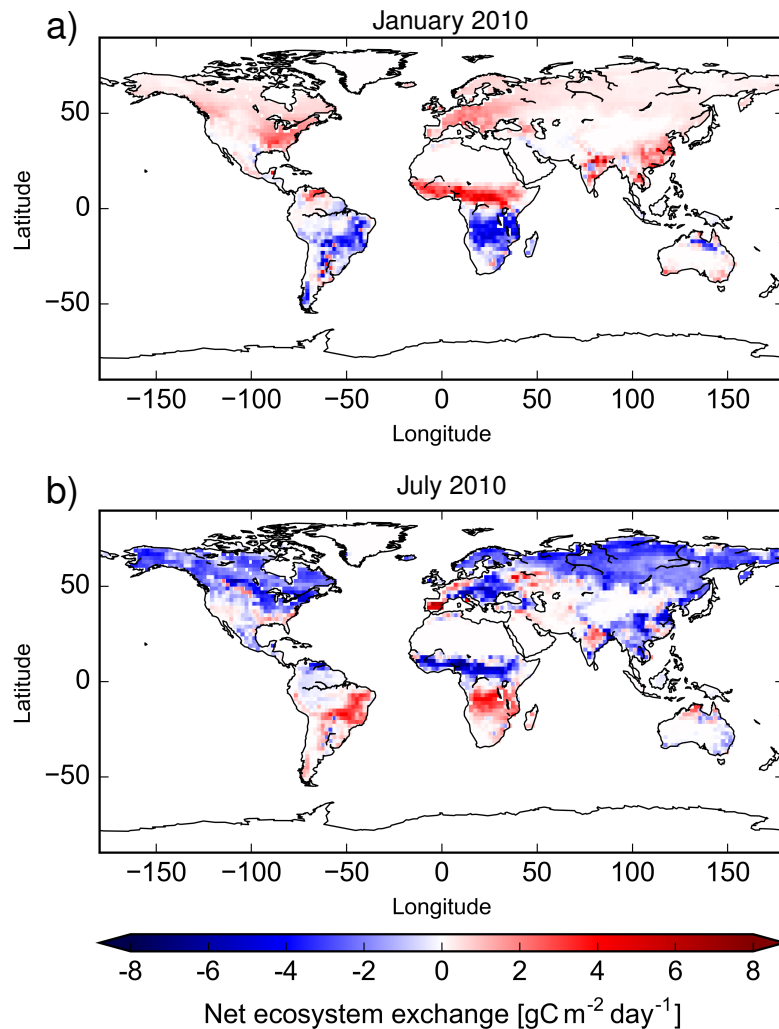 a)
January 2010
50
0
−50
Latitude
−150 −100 −50 0 50 100 150
Longitude
b)
July 2010
50
0
−50
Latitude
−150 −100 −50 0 50 100 150
Longitude
-8 -6 -4 -2 0 2 4 6 8
Net ecosystem exchange [gC m⁻² day⁻¹]